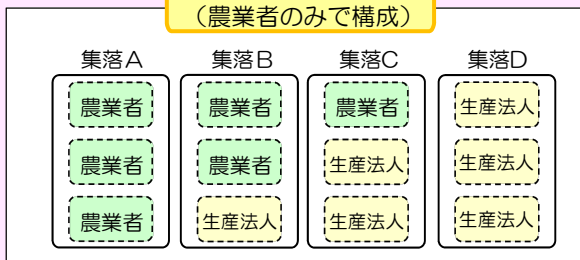 （農業者のみで構成）
集落A 集落B 集落C 集落D
農業者 農業者 農業者 生産法人
農業者 農業者 生産法人 生産法人
農業者 生産法人 生産法人 生産法人